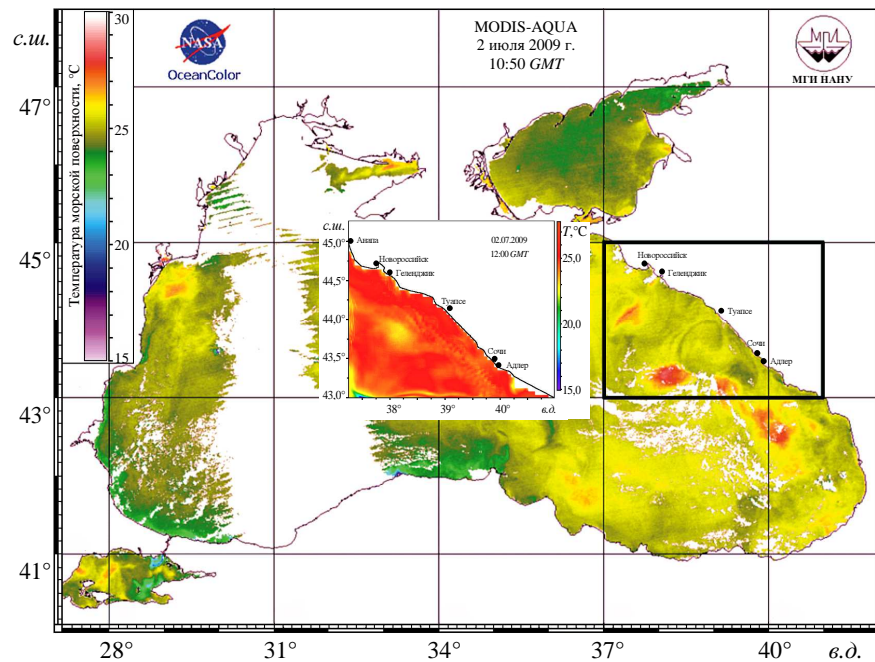 с.ш.
47°
45°
43°
41°
28°
31°
34°
37°
40°
в.д.
Температура морской поверхности, °С
30
25
20
15
NASA
OceanColor
MODIS-AQUA
2 июля 2009 г.
10:50 GMT
МГИ
МГИ НАНУ
с.ш.
45,0°
44,5°
44,0°
43,5°
43,0°
38°
39°
40°
в.д.
02.07.2009
12:00 GMT
Анапа
Новороссийск
Геленджик
Туапсе
Сочи
Адлер
T,°C
25,0
20,0
15,0
Новороссийск
Геленджик
Туапсе
Сочи
Адлер